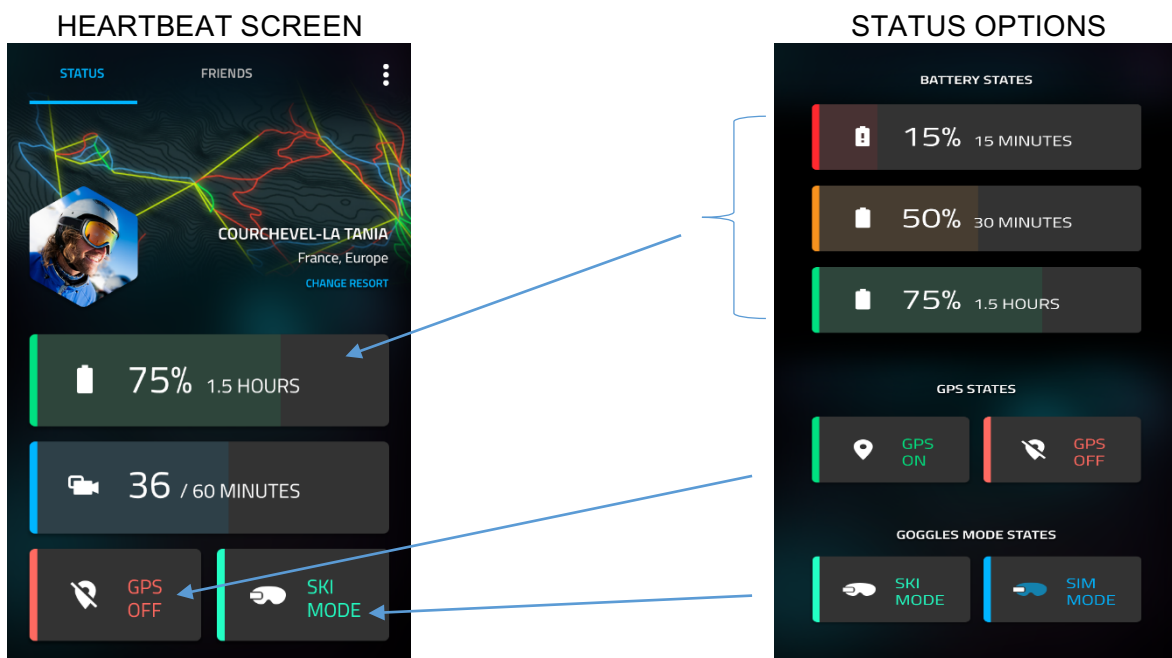 HEARTBEAT SCREEN
STATUS FRIENDS
COURCHEVEL-LA TANIA
France, Europe
CHANGE RESORT
75% 1.5 HOURS
36 / 60 MINUTES
GPS
OFF
SKI
MODE
STATUS OPTIONS
BATTERY STATES
15% 15 MINUTES
50% 30 MINUTES
75% 1.5 HOURS
GPS STATES
GPS
ON
GPS
OFF
GOGGLES MODE STATES
SKI
MODE
SIM
MODE